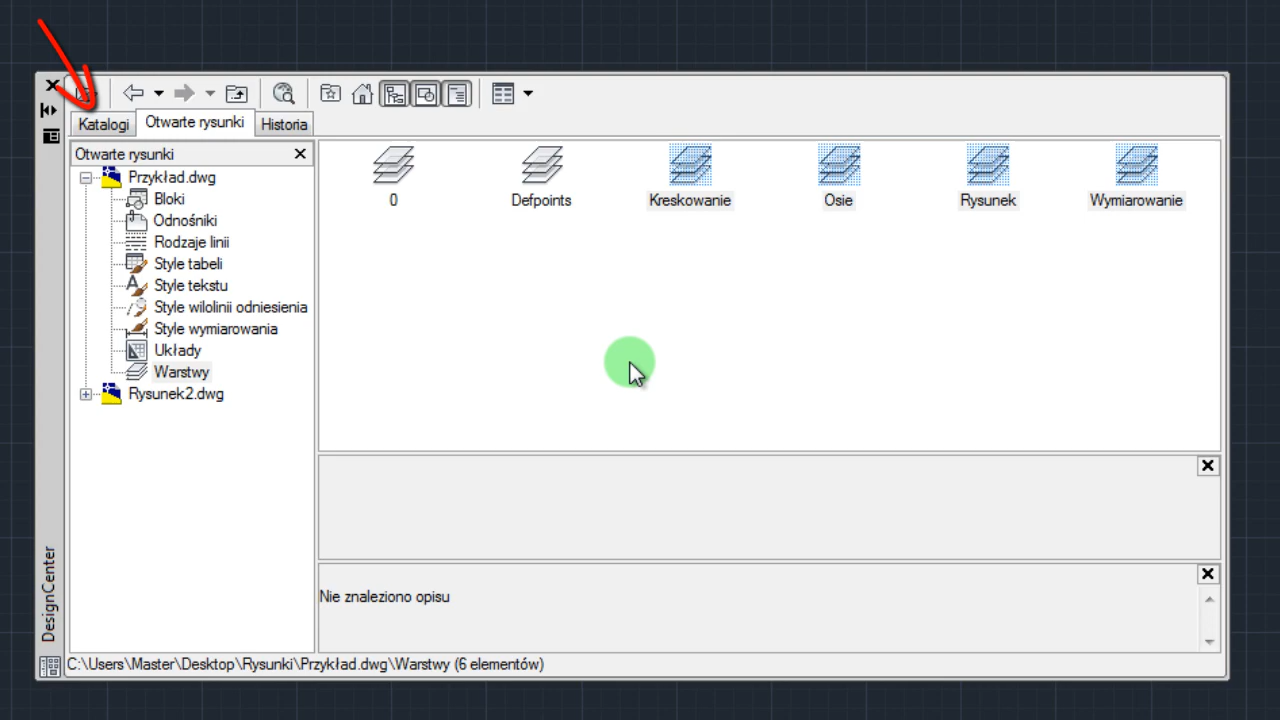 Katalogi
Otwarte rysunki
Historia
Otwarte rysunki
Przykład.dwg
Bloki
Odnośniki
Rodzaje linii
Style tabeli
Style tekstu
Style wilolinii odniesienia
Style wymiarowania
Układy
Warstwy
Rysunek2.dwg
0
Defpoints
Kreskowanie
Osie
Rysunek
Wymiarowanie
Nie znaleziono opisu
DesignCenter
C:\Users\Master\Desktop\Rysunki\Przykład.dwg\Warstwy (6 elementów)